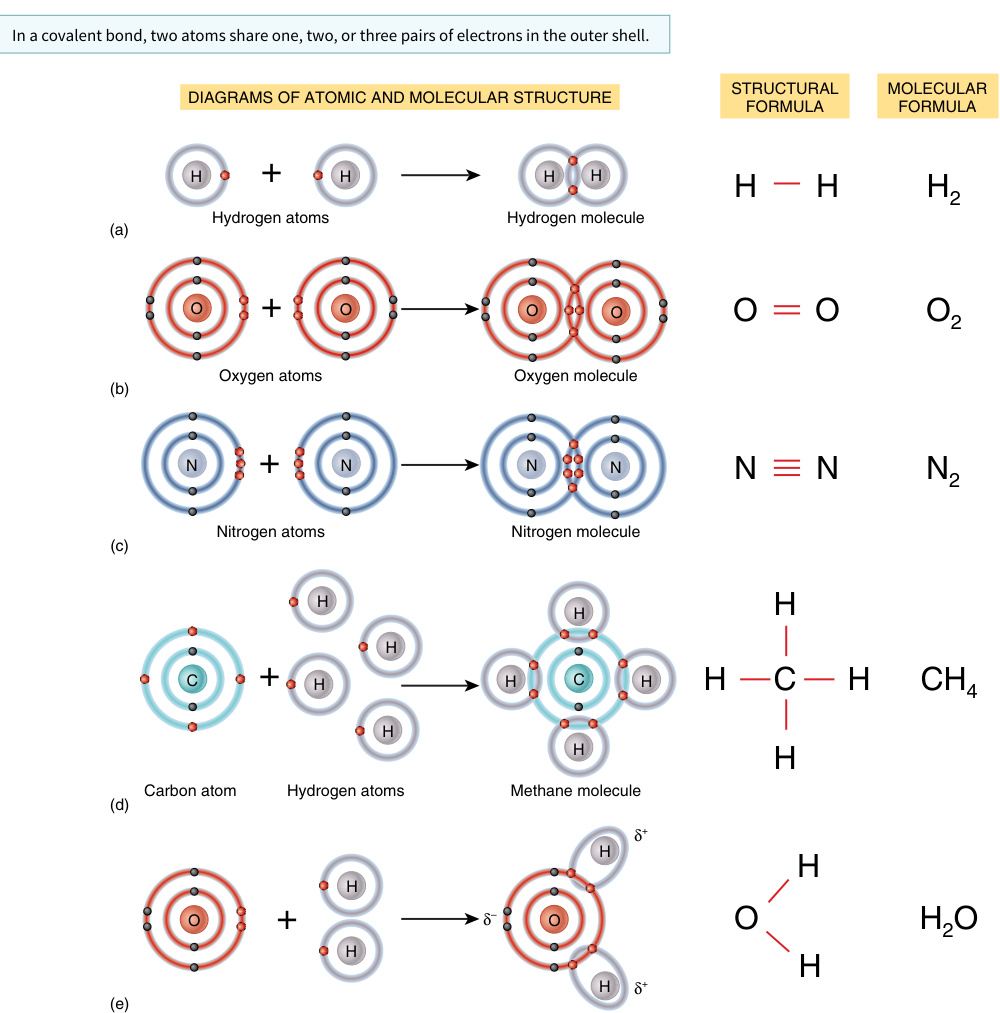 In a covalent bond, two atoms share one, two, or three pairs of electrons in the outer shell.
DIAGRAMS OF ATOMIC AND MOLECULAR STRUCTURE
STRUCTURAL
FORMULA
MOLECULAR
FORMULA
H + H H H
H — H
H₂
Hydrogen atoms Hydrogen molecule
(a)
O + O O O
O = O
O₂
Oxygen atoms Oxygen molecule
(b)
N + N N N
N ≡ N
N₂
Nitrogen atoms Nitrogen molecule
(c)
H
H
H
H
C +
H
H C H
H
H
H — C — H
H
CH₄
Carbon atom Hydrogen atoms Methane molecule
(d)
O +
H
H
δ⁻ O
H δ⁺
H δ⁺
H
O
H
H₂O
(e)